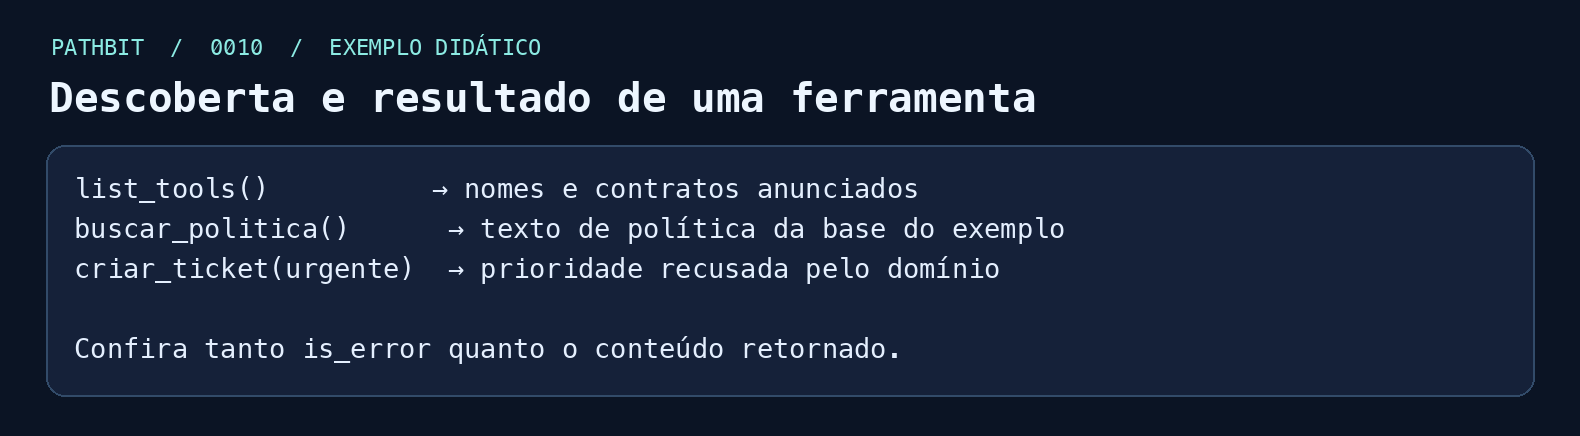 PATHBIT / 0010 / EXEMPLO DIDÁTICO
Descoberta e resultado de uma ferramenta
list_tools() → nomes e contratos anunciados
buscar_politica() → texto de política da base do exemplo
criar_ticket(urgente) → prioridade recusada pelo domínio
Confira tanto is_error quanto o conteúdo retornado.